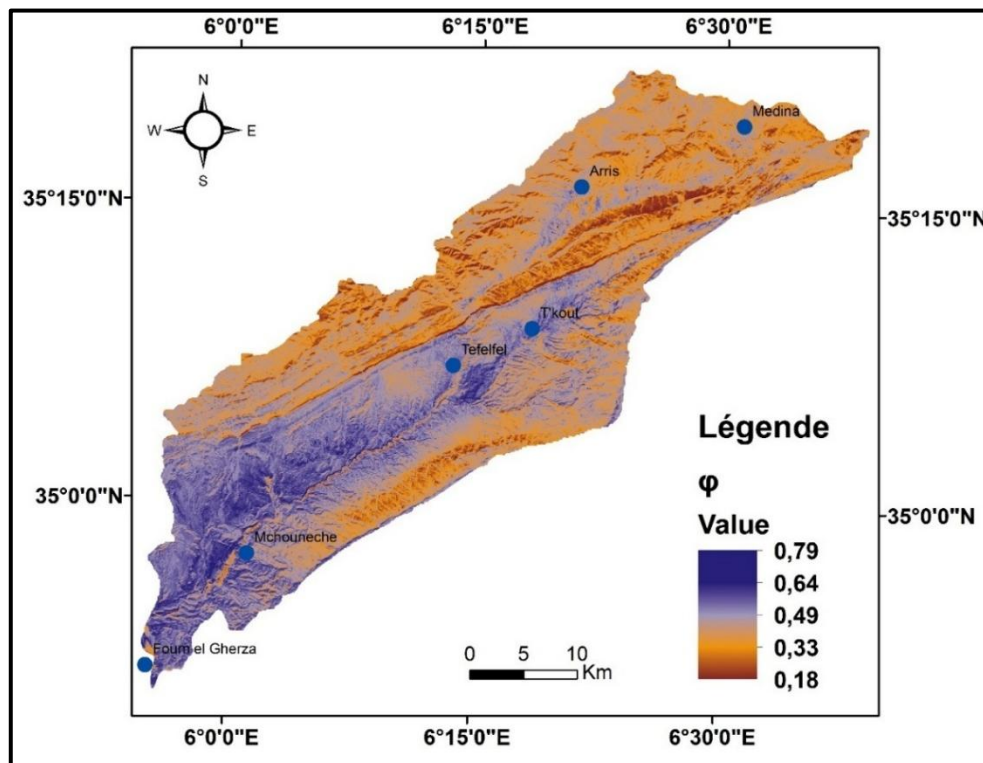 6°0'0"E 6°15'0"E 6°30'0"E
N
W E
S
Medina
Arris
35°15'0"N
35°15'0"N
T'kout
Tefelfel
Légende
φ
Value
35°0'0"N
35°0'0"N
Mchouneche
0,79
0,64
0,49
0,33
0,18
Foum el Gherza
0 5 10
Km
6°0'0"E 6°15'0"E 6°30'0"E